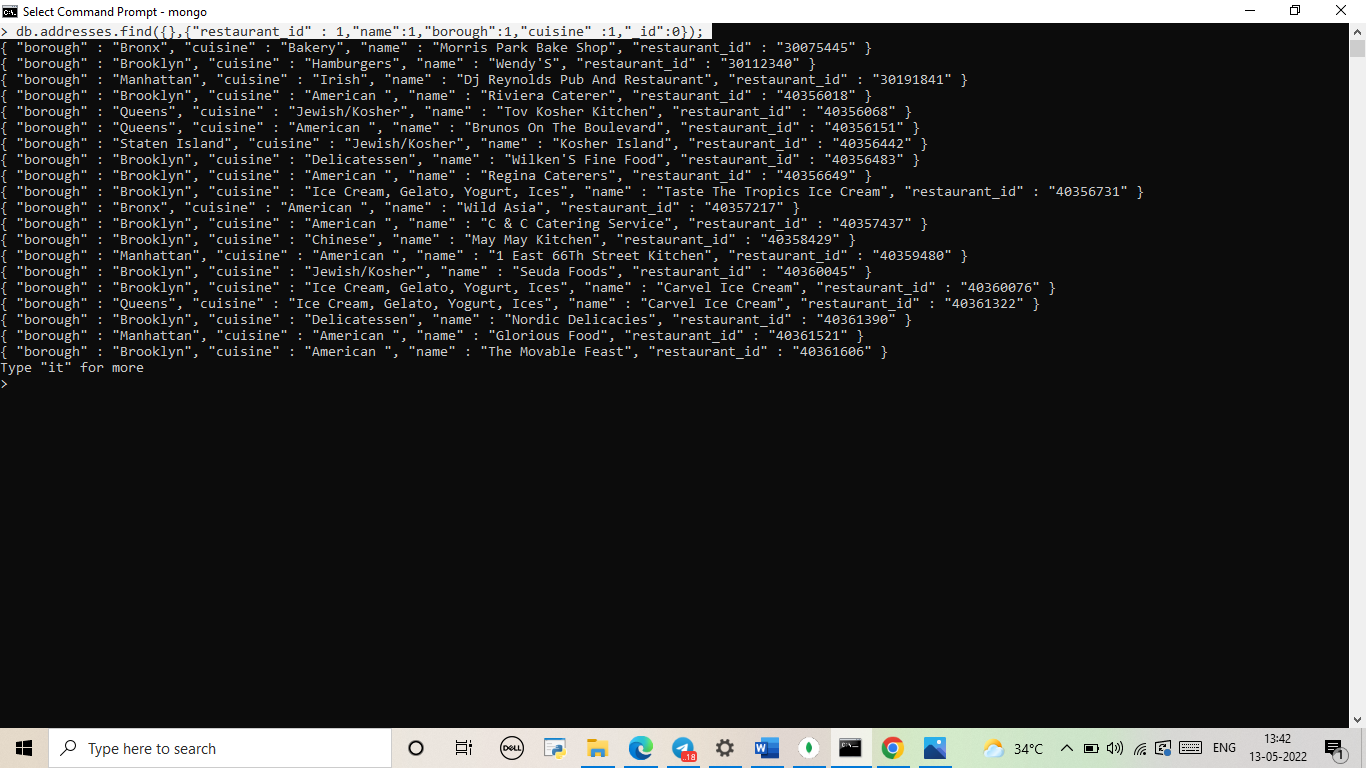 Select Command Prompt - mongo
> db.addresses.find({},{"restaurant_id" : 1,"name":1,"borough":1,"cuisine" :1,"_id":0});
{ "borough" : "Bronx", "cuisine" : "Bakery", "name" : "Morris Park Bake Shop", "restaurant_id" : "30075445" }
{ "borough" : "Brooklyn", "cuisine" : "Hamburgers", "name" : "Wendy'S", "restaurant_id" : "30112340" }
{ "borough" : "Manhattan", "cuisine" : "Irish", "name" : "Dj Reynolds Pub And Restaurant", "restaurant_id" : "30191841" }
{ "borough" : "Brooklyn", "cuisine" : "American ", "name" : "Riviera Caterer", "restaurant_id" : "40356018" }
{ "borough" : "Queens", "cuisine" : "Jewish/Kosher", "name" : "Tov Kosher Kitchen", "restaurant_id" : "40356068" }
{ "borough" : "Queens", "cuisine" : "American ", "name" : "Brunos On The Boulevard", "restaurant_id" : "40356151" }
{ "borough" : "Staten Island", "cuisine" : "Jewish/Kosher", "name" : "Kosher Island", "restaurant_id" : "40356442" }
{ "borough" : "Brooklyn", "cuisine" : "Delicatessen", "name" : "Wilken'S Fine Food", "restaurant_id" : "40356483" }
{ "borough" : "Brooklyn", "cuisine" : "American ", "name" : "Regina Caterers", "restaurant_id" : "40356649" }
{ "borough" : "Brooklyn", "cuisine" : "Ice Cream, Gelato, Yogurt, Ices", "name" : "Taste The Tropics Ice Cream", "restaurant_id" : "40356731" }
{ "borough" : "Bronx", "cuisine" : "American ", "name" : "Wild Asia", "restaurant_id" : "40357217" }
{ "borough" : "Brooklyn", "cuisine" : "American ", "name" : "C & C Catering Service", "restaurant_id" : "40357437" }
{ "borough" : "Brooklyn", "cuisine" : "Chinese", "name" : "May May Kitchen", "restaurant_id" : "40358429" }
{ "borough" : "Manhattan", "cuisine" : "American ", "name" : "1 East 66Th Street Kitchen", "restaurant_id" : "40359480" }
{ "borough" : "Brooklyn", "cuisine" : "Jewish/Kosher", "name" : "Seuda Foods", "restaurant_id" : "40360045" }
{ "borough" : "Brooklyn", "cuisine" : "Ice Cream, Gelato, Yogurt, Ices", "name" : "Carvel Ice Cream", "restaurant_id" : "40360076" }
{ "borough" : "Queens", "cuisine" : "Ice Cream, Gelato, Yogurt, Ices", "name" : "Carvel Ice Cream", "restaurant_id" : "40361322" }
{ "borough" : "Brooklyn", "cuisine" : "Delicatessen", "name" : "Nordic Delicacies", "restaurant_id" : "40361390" }
{ "borough" : "Manhattan", "cuisine" : "American ", "name" : "Glorious Food", "restaurant_id" : "40361521" }
{ "borough" : "Brooklyn", "cuisine" : "American ", "name" : "The Movable Feast", "restaurant_id" : "40361606" }
Type "it" for more
>
Type here to search
DELL
18
34°C
ENG
13:42
13-05-2022
1